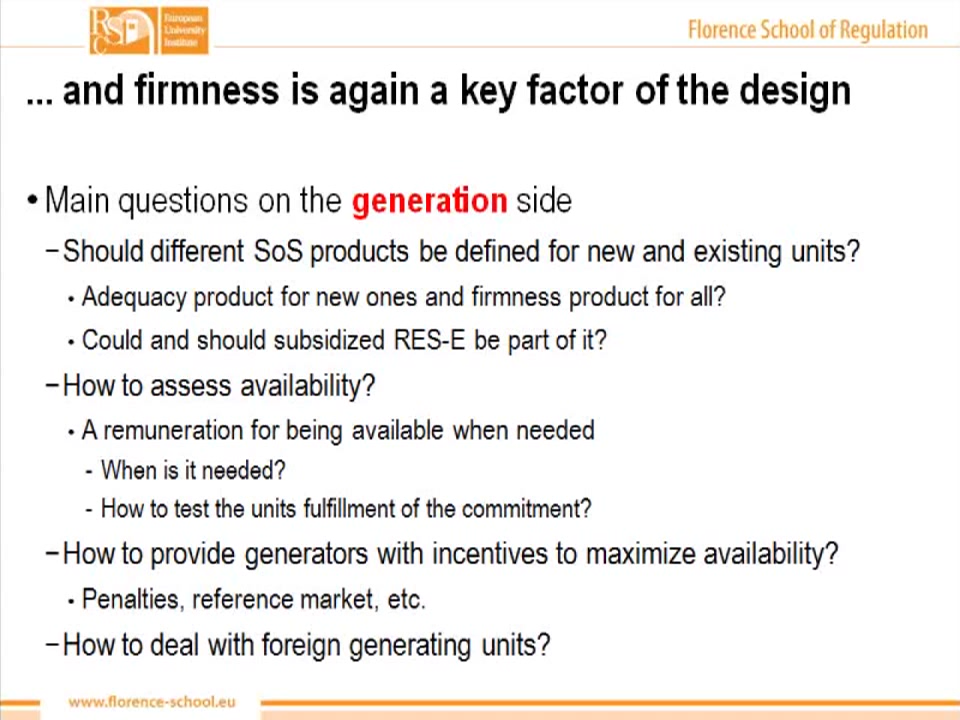 RSC
European
University
Institute
Florence School of Regulation
... and firmness is again a key factor of the design
• Main questions on the generation side
−Should different SoS products be defined for new and existing units?
• Adequacy product for new ones and firmness product for all?
• Could and should subsidized RES-E be part of it?
−How to assess availability?
• A remuneration for being available when needed
- When is it needed?
- How to test the units fulfillment of the commitment?
−How to provide generators with incentives to maximize availability?
• Penalties, reference market, etc.
−How to deal with foreign generating units?
www.florence-school.eu